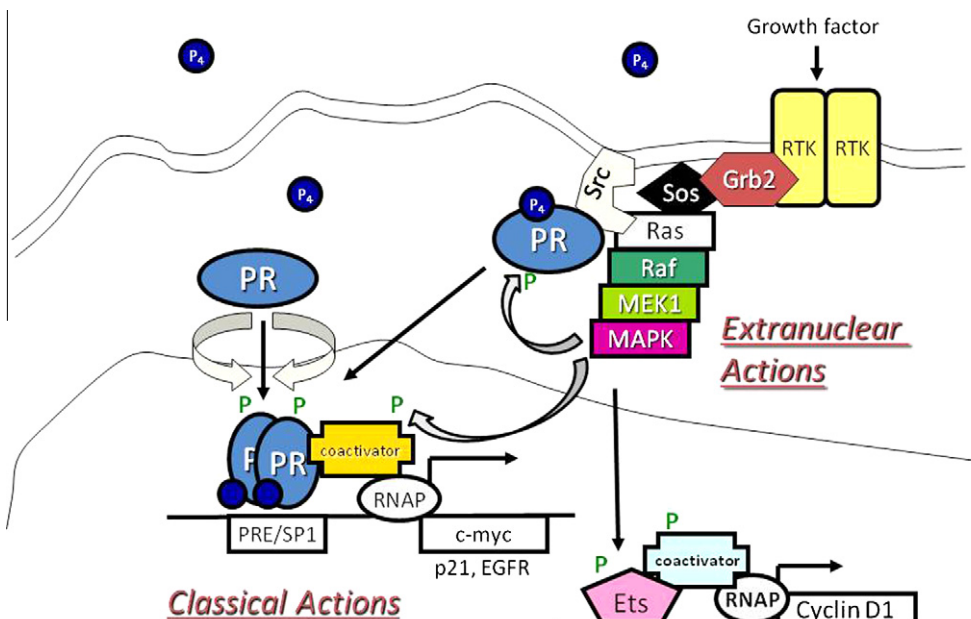 Growth factor
P4
P4
RTK
RTK
Src
Sos
Grb2
P4
P4
PR
Ras
PR
P
Raf
MEK1
MAPK
Extranuclear
Actions
P
P
P
PR
coactivator
RNAP
PRE/SP1
c-myc
p21, EGFR
P
P
coactivator
Ets
RNAP
Cyclin D1
Classical Actions